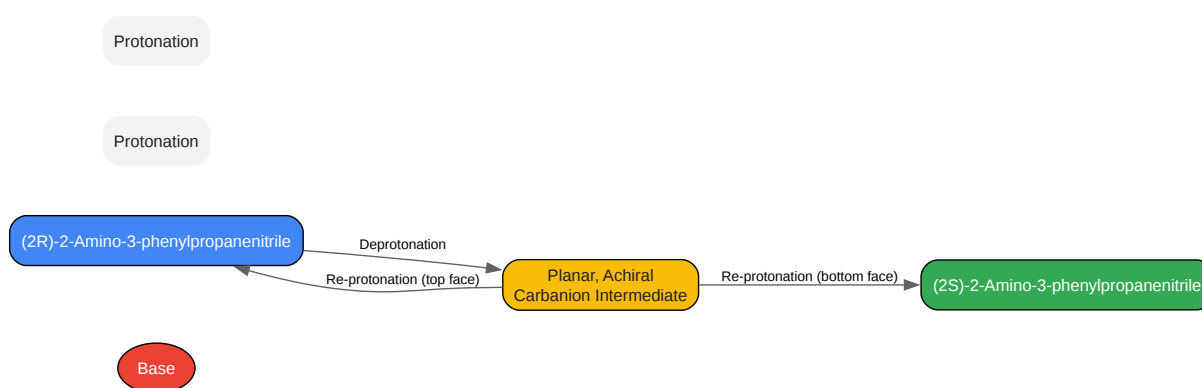 Protonation
Protonation
(2R)-2-Amino-3-phenylpropanenitrile
Deprotonation
Re-protonation (top face)
Planar, Achiral
Carbanion Intermediate
Re-protonation (bottom face)
(2S)-2-Amino-3-phenylpropanenitrile
Base